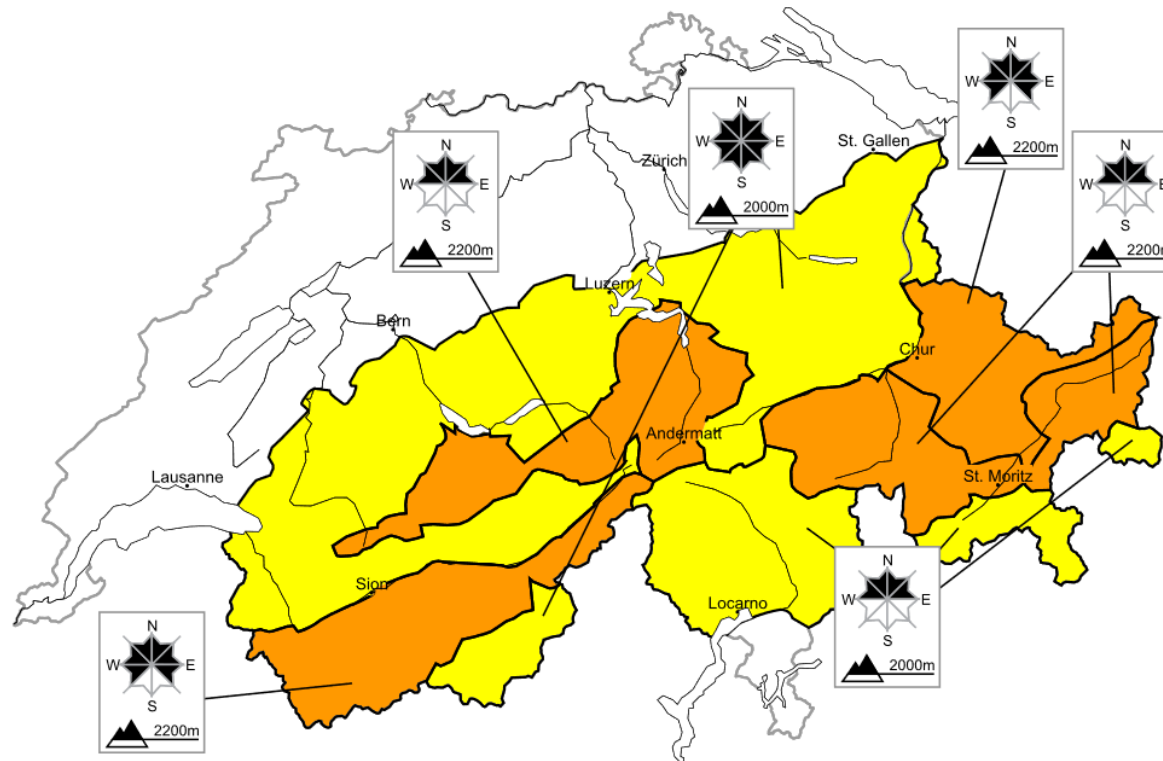 N
W E
S
2200m
St. Gallen
N
W E
S
2000m
Zürich
N
W E
S
2200m
N
W E
S
2200m
Luzern
Bern
Chur
Andermatt
Lausanne
St. Moritz
Sion
Locarno
N
W E
S
2000m
N
W E
S
2200m